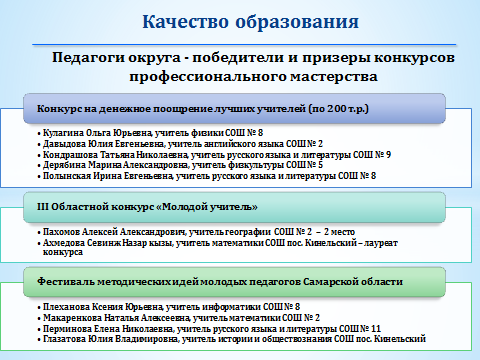 Качество образования
Педагоги округа - победители и призеры конкурсов
профессионального мастерства
Конкурс на денежное поощрение лучших учителей (по 200 т.р.)
• Кулагина Ольга Юрьевна, учитель физики СОШ № 8
• Давыдова Юлия Евгеньевна, учитель английского языка СОШ № 2
• Кондрашова Татьяна Николаевна, учитель русского языка и литературы СОШ № 9
• Дерябина Марина Александровна, учитель физкультуры СОШ № 5
• Полынская Ирина Евгеньевна, учитель русского языка и литературы СОШ № 8
III Областной конкурс «Молодой учитель»
• Пахомов Алексей Александрович, учитель географии СОШ № 2 – 2 место
• Ахмедова Севинж Назар кызы, учитель математики СОШ пос. Кинельский – лауреат
конкурса
Фестиваль методических идей молодых педагогов Самарской области
• Плеханова Ксения Юрьевна, учитель информатики СОШ № 8
• Макаренкова Наталья Алексеевна, учитель математики СОШ № 2
• Перминова Елена Николаевна, учитель русского языка и литературы СОШ № 11
• Глазатова Юлия Владимировна, учитель истории и обществознания СОШ пос. Кинельский